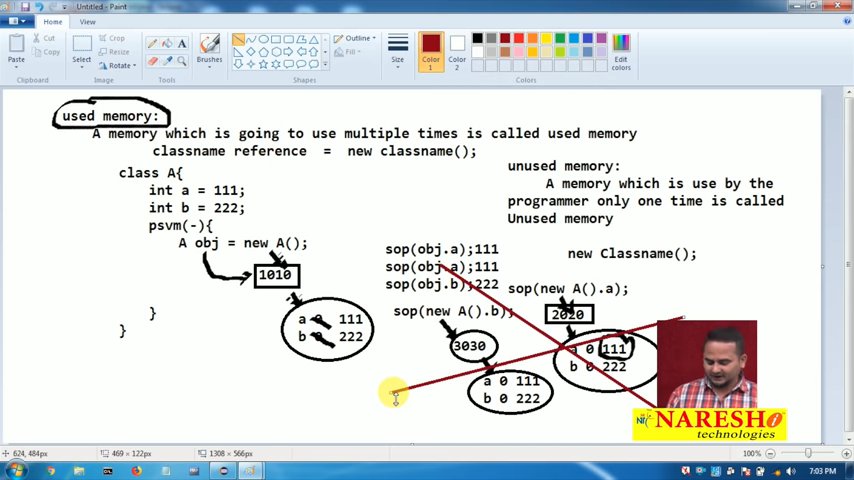 Untitled - Paint
Home
View
Paste
Cut
Copy
Clipboard
Select
Crop
Resize
Rotate
Image
Brushes
Tools
Shapes
Outline
Fill
Size
Color 1
Color 2
Colors
Edit colors
used memory:
A memory which is going to use multiple times is called used memory
classname reference = new classname();
class A{
int a = 111;
int b = 222;
psvm(-){
A obj = new A();
1010
a 0 111
b 0 222
}
}
unused memory:
A memory which is use by the
programmer only one time is called
Unused memory
sop(obj.a);111
sop(obj.a);111
sop(obj.b);222
new Classname();
sop(new A().a);
sop(new A().b);
2020
a 0 111
b 0 222
3030
a 0 111
b 0 222
NARESH i
technologies
624, 484px
469 × 122px
1308 × 566px
100%
7:03 PM